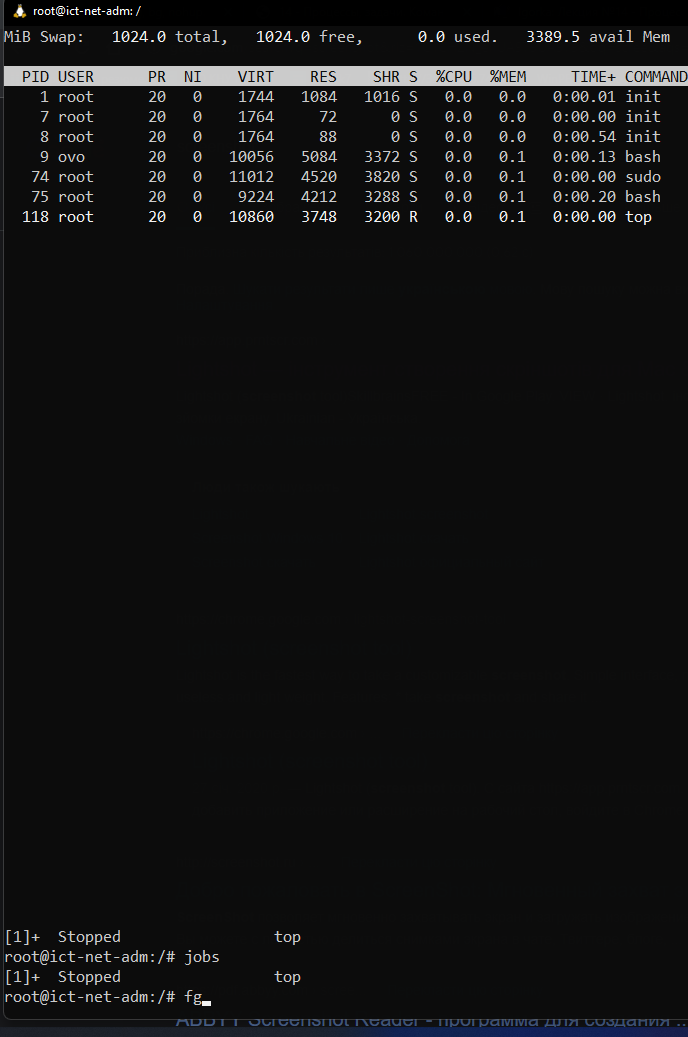 root@ict-net-adm: /
MiB Swap:   1024.0 total,   1024.0 free,      0.0 used.   3389.5 avail Mem
  PID USER      PR  NI    VIRT    RES    SHR S  %CPU  %MEM     TIME+ COMMAND
    1 root      20   0    1744   1084   1016 S   0.0   0.0   0:00.01 init
    7 root      20   0    1764     72      0 S   0.0   0.0   0:00.00 init
    8 root      20   0    1764     88      0 S   0.0   0.0   0:00.54 init
    9 ovo       20   0   10056   5084   3372 S   0.0   0.1   0:00.13 bash
   74 root      20   0   11012   4520   3820 S   0.0   0.1   0:00.00 sudo
   75 root      20   0    9224   4212   3288 S   0.0   0.1   0:00.20 bash
  118 root      20   0   10860   3748   3200 R   0.0   0.1   0:00.00 top
[1]+  Stopped                 top
root@ict-net-adm:/# jobs
[1]+  Stopped                 top
root@ict-net-adm:/# fg
ABBYY Screenshot Reader - программа для создания ...